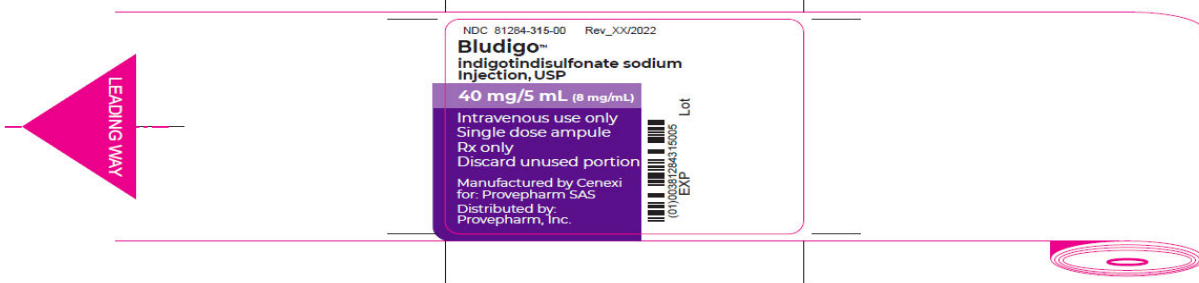 LEADING WAY
NDC 81284-315-00 Rev_XX/2022
Bludigo™
indigotindisulfonate sodium
Injection, USP
40 mg/5 mL (8 mg/mL)
Intravenous use only
Single dose ampule
Rx only
Discard unused portion
Manufactured by Cenexi
for: Provepharm SAS
Distributed by:
Provepharm, Inc.
(01)00381284315005
EXP Lot